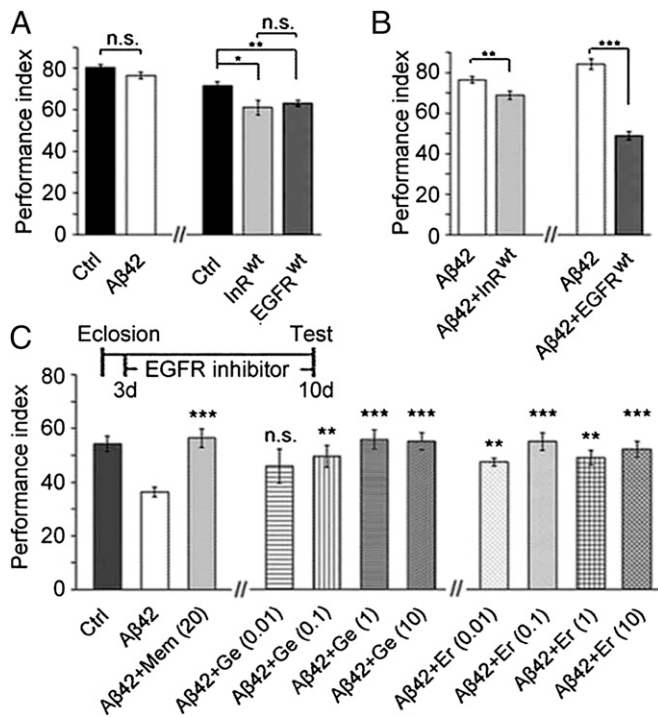 A
Performance index
100
80
60
40
20
0
n.s.
n.s.
**
*
//
Ctrl
Aβ42
Ctrl
InR wt
EGFR wt
B
Performance index
100
80
60
40
20
0
**
***
//
Aβ42
Aβ42+InR wt
Aβ42
Aβ42+EGFR wt
C
Eclosion
Test
EGFR inhibitor
3d
10d
Performance index
80
60
40
20
0
***
n.s.
**
***
***
**
***
**
***
//
//
Ctrl
Aβ42
Aβ42+Mem (20)
Aβ42+Ge (0.01)
Aβ42+Ge (0.1)
Aβ42+Ge (1)
Aβ42+Ge (10)
Aβ42+Er (0.01)
Aβ42+Er (0.1)
Aβ42+Er (1)
Aβ42+Er (10)